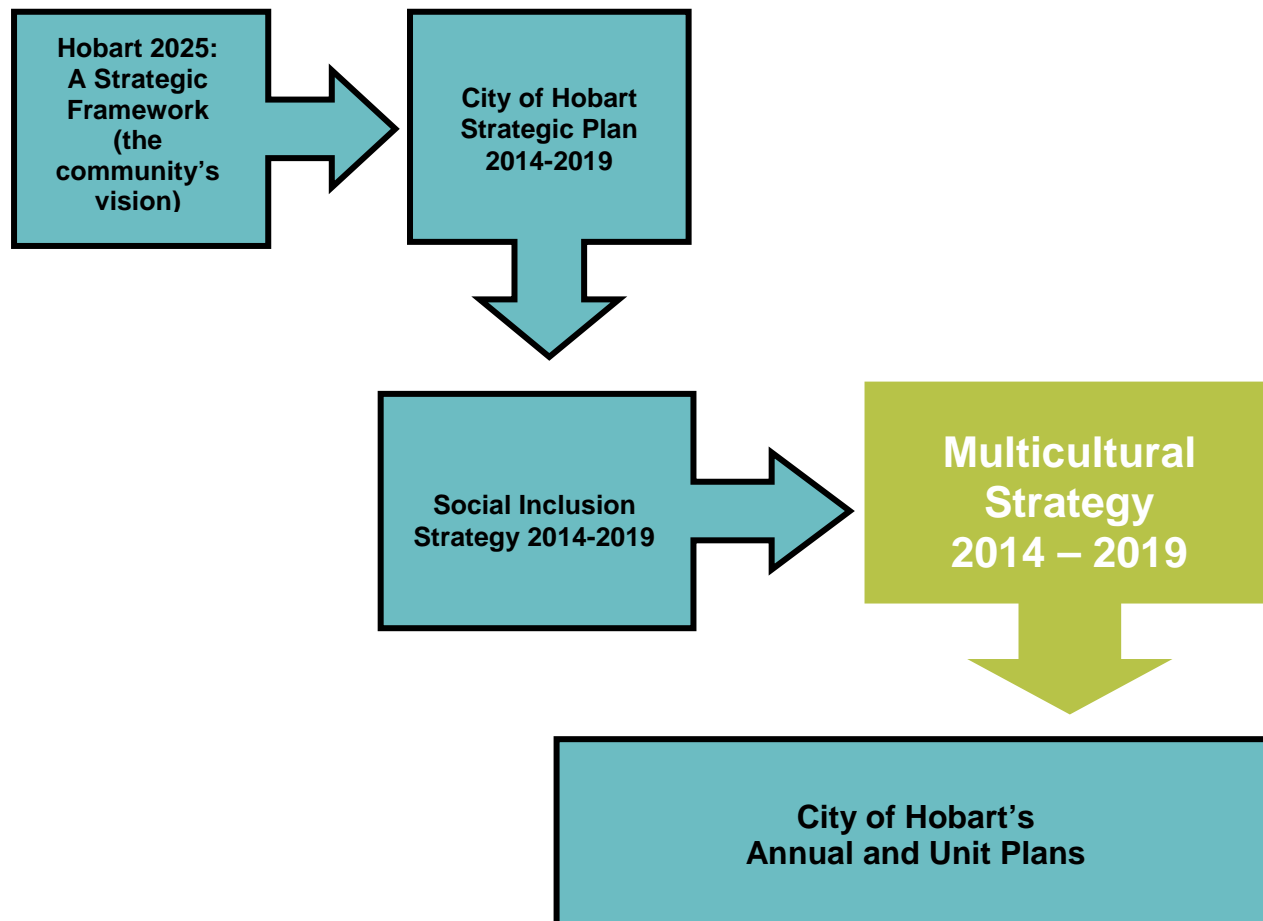 Hobart 2025:
A Strategic
Framework
(the
community’s
vision)
City of Hobart
Strategic Plan
2014-2019
Social Inclusion
Strategy 2014-2019
Multicultural
Strategy
2014 – 2019
City of Hobart’s
Annual and Unit Plans